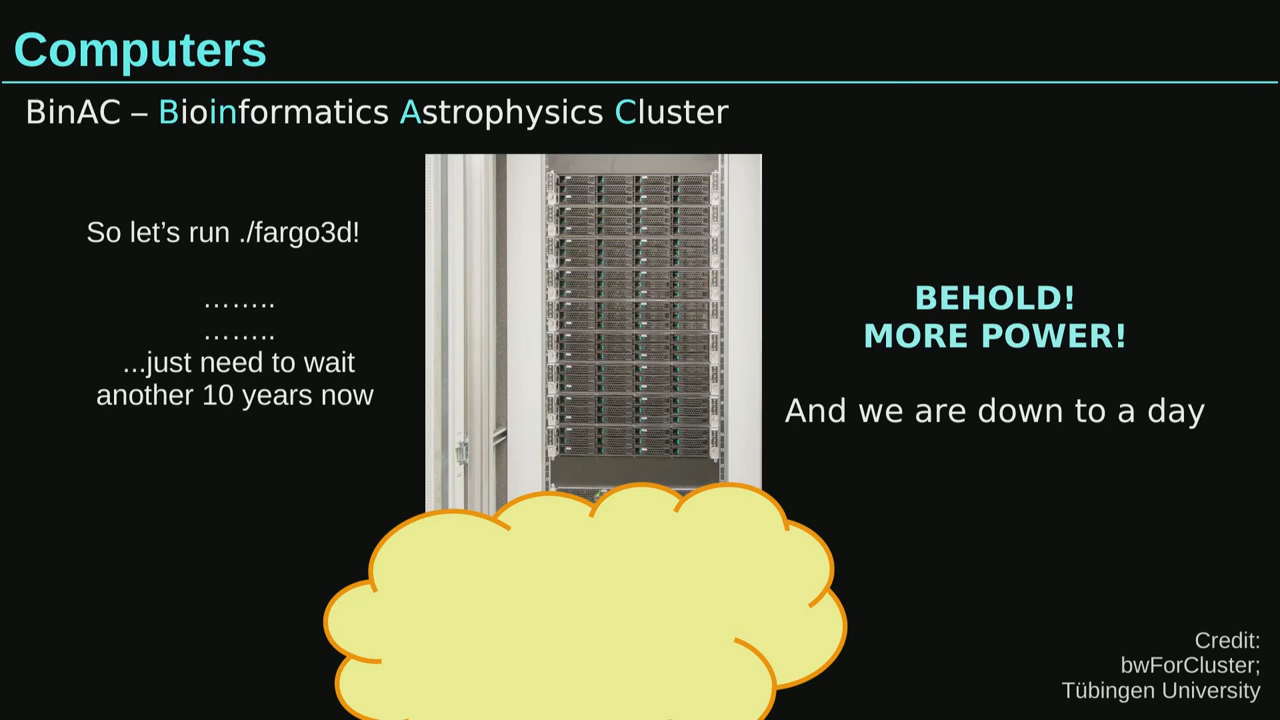 Computers
BinAC – Bioinformatics Astrophysics Cluster
So let’s run ./fargo3d!
……..
……..
...just need to wait
another 10 years now
BEHOLD!
MORE POWER!
And we are down to a day
Credit:
bwForCluster;
Tübingen University